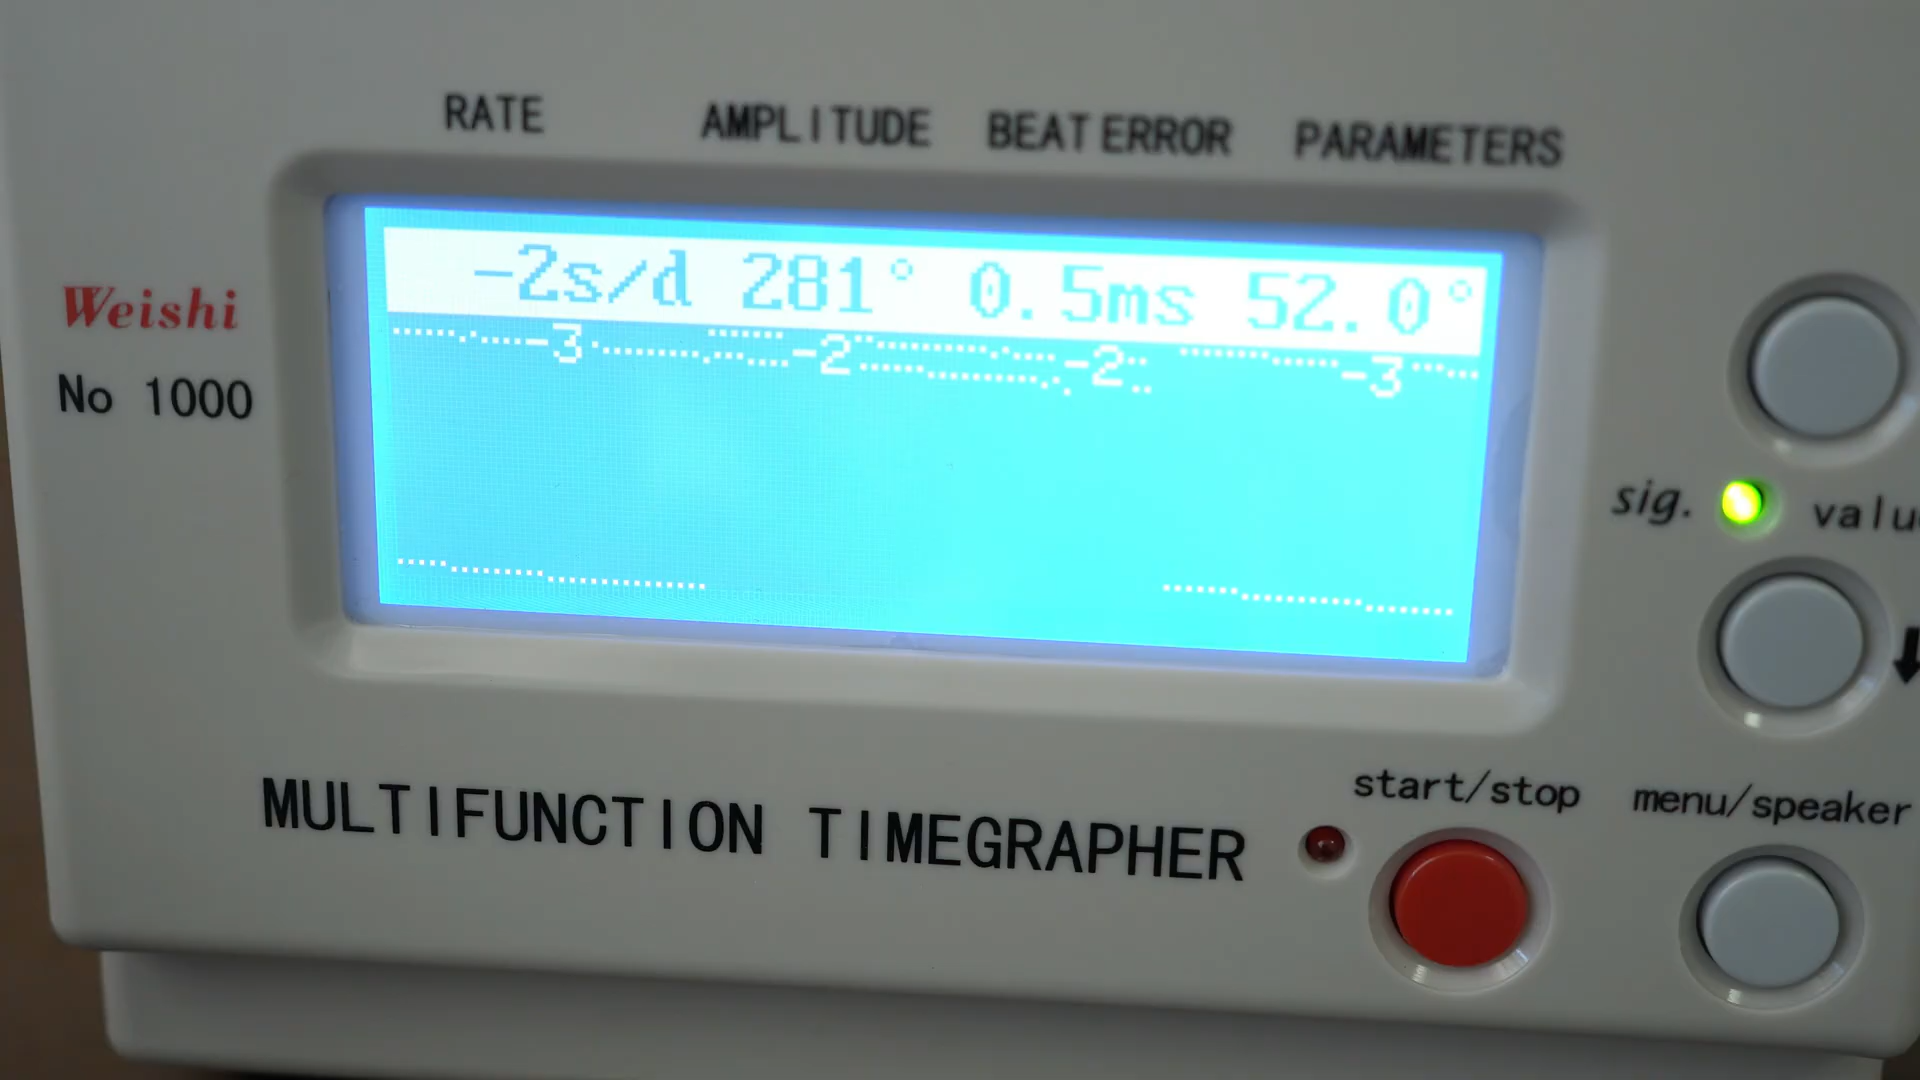 RATE AMPLITUDE BEAT ERROR PARAMETERS
-2s/d 281° 0.5ms 52.0°
-3 -2 -2 -3
Weishi
No 1000
sig. valu
start/stop menu/speaker
MULTIFUNCTION TIMEGRAPHER